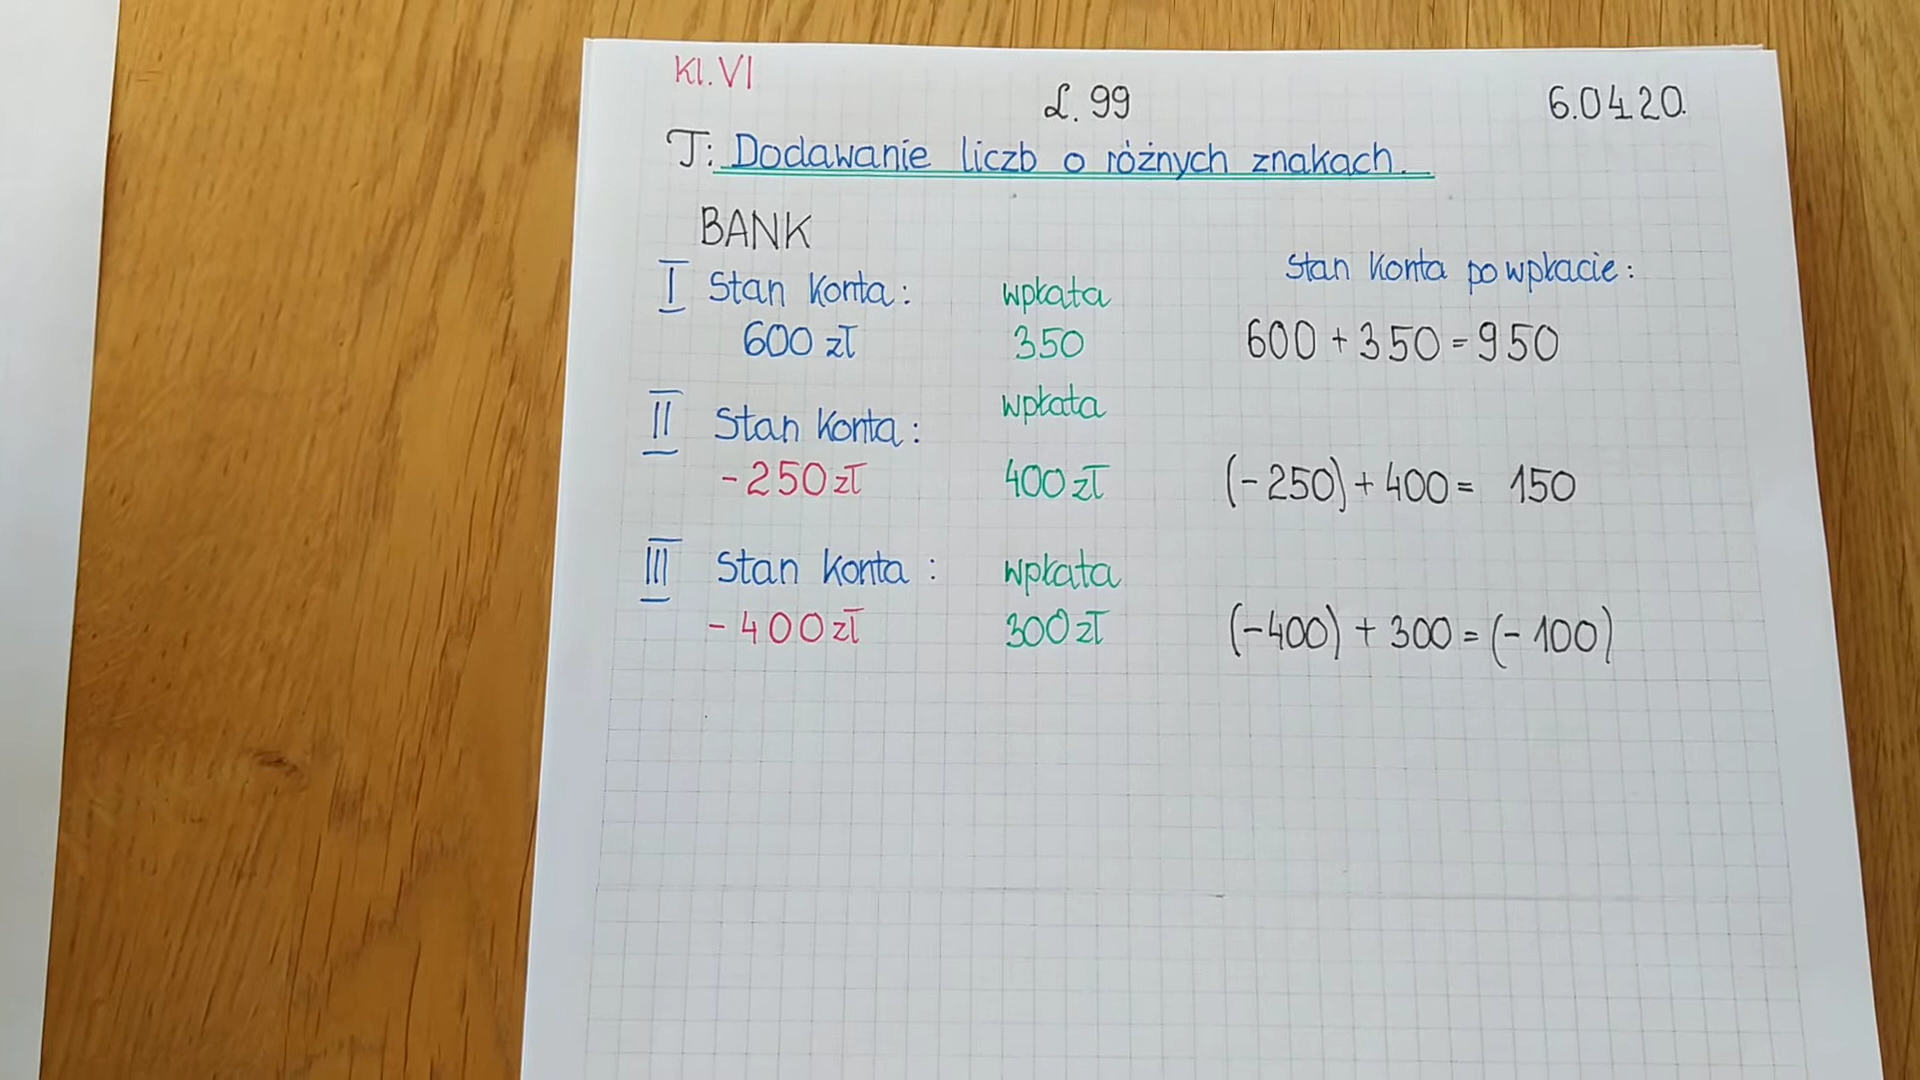 Kl. VI
L. 99
6.04.20.
T: Dodawanie liczb o różnych znakach.
BANK
Stan konta po wpłacie:
I Stan konta: wpłata
600 zł 350 600 + 350 = 950
II Stan konta: wpłata
-250 zł 400 zł (-250) + 400 = 150
III Stan konta: wpłata
-400 zł 300 zł (-400) + 300 = (-100)